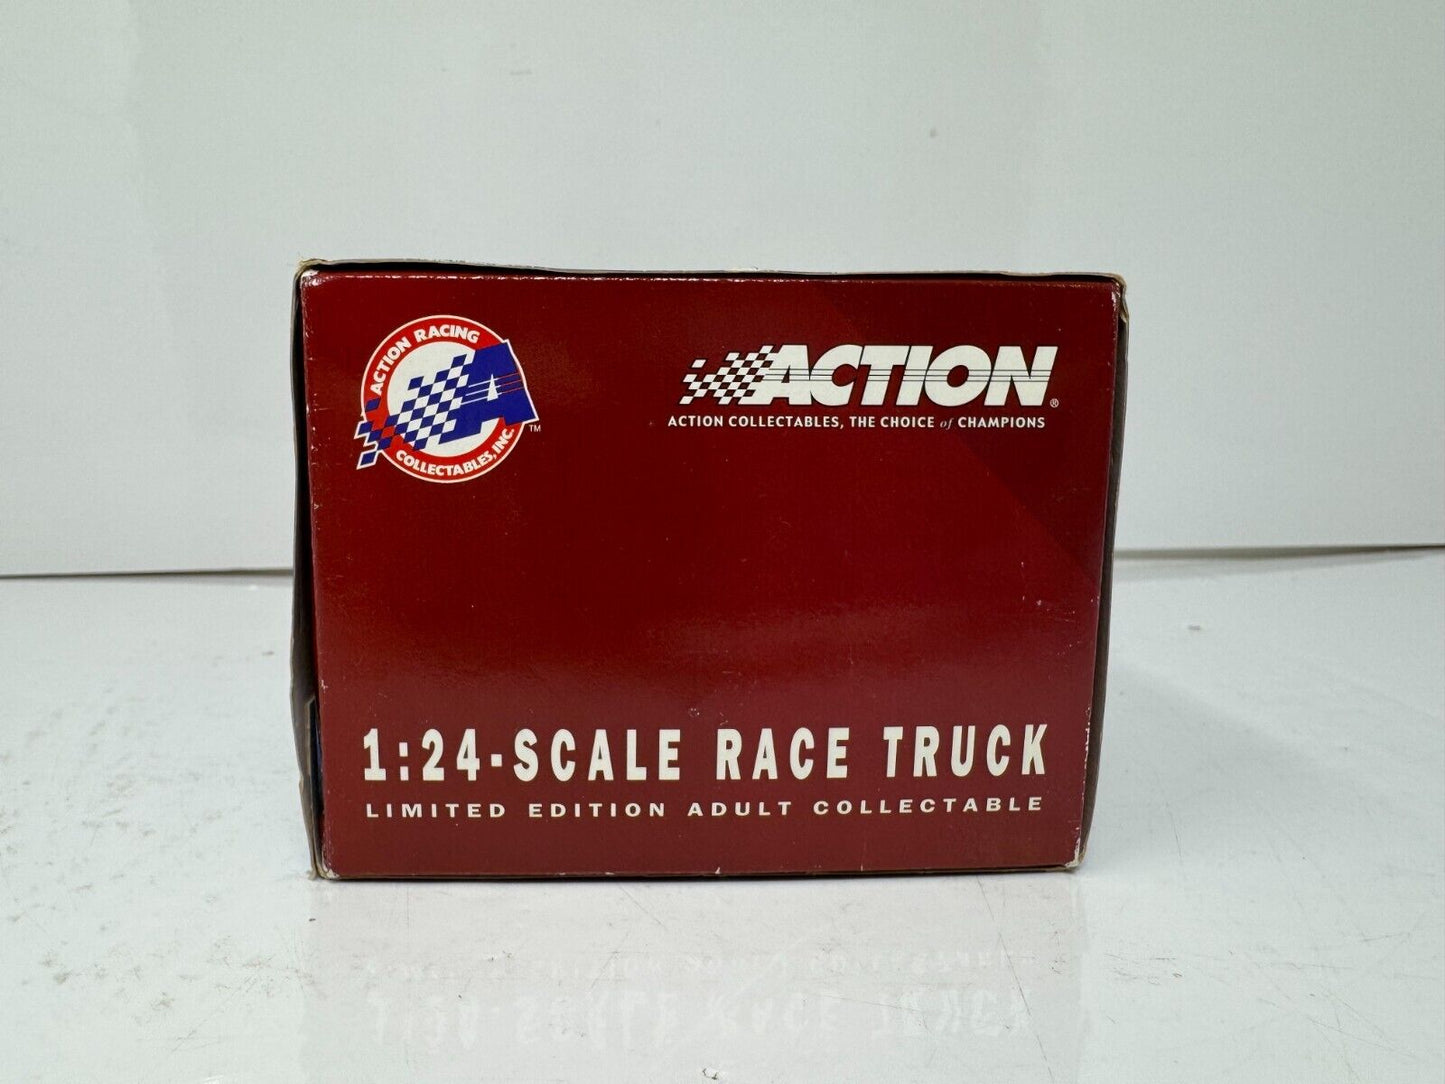 ACTION RACING
COLLECTABLES, INC.
™
ACTION®
ACTION COLLECTABLES, THE CHOICE of CHAMPIONS
1:24-SCALE RACE TRUCK
LIMITED EDITION ADULT COLLECTABLE